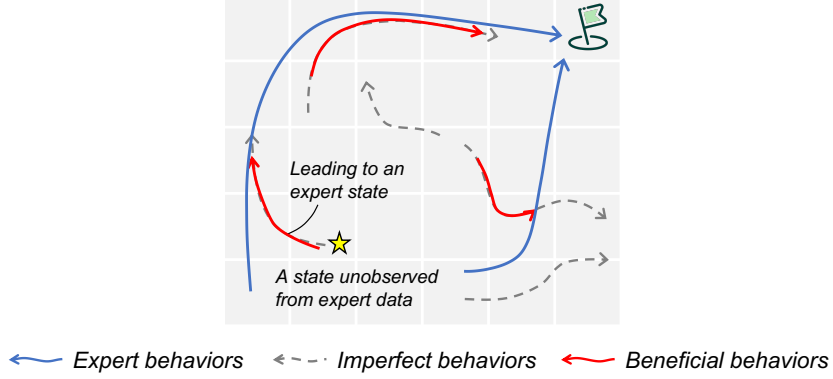 Leading to an
expert state
A state unobserved
from expert data
Expert behaviors
Imperfect behaviors
Beneficial behaviors